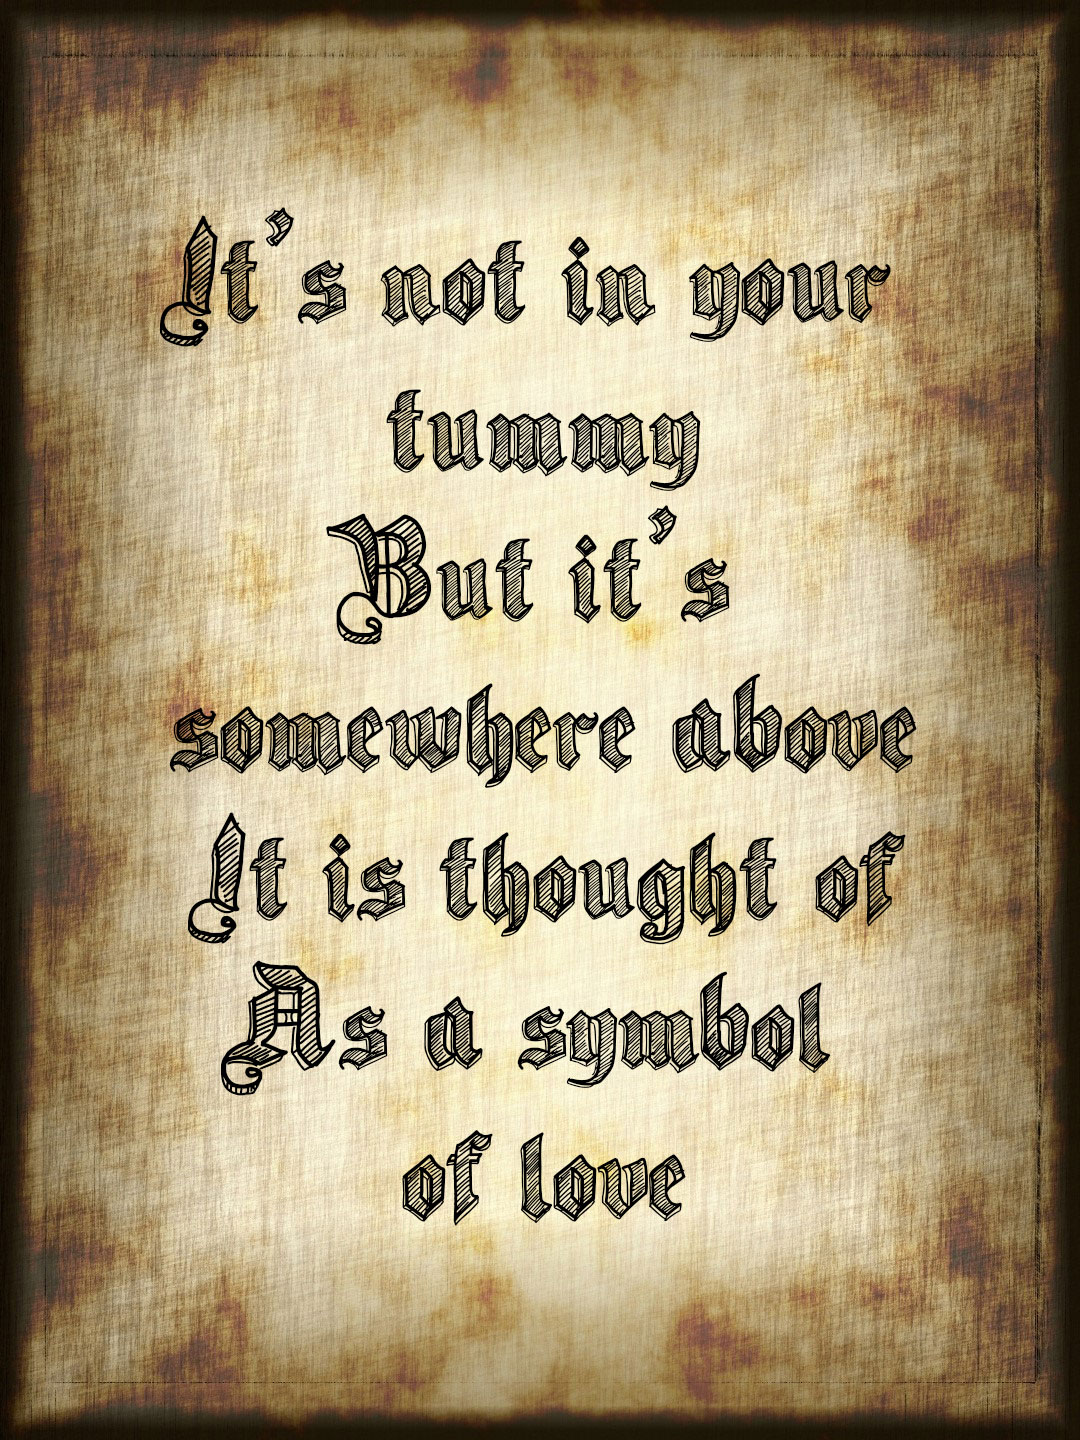 It's not in your
tummy
But it's
somewhere above
It is thought of
As a symbol
of love